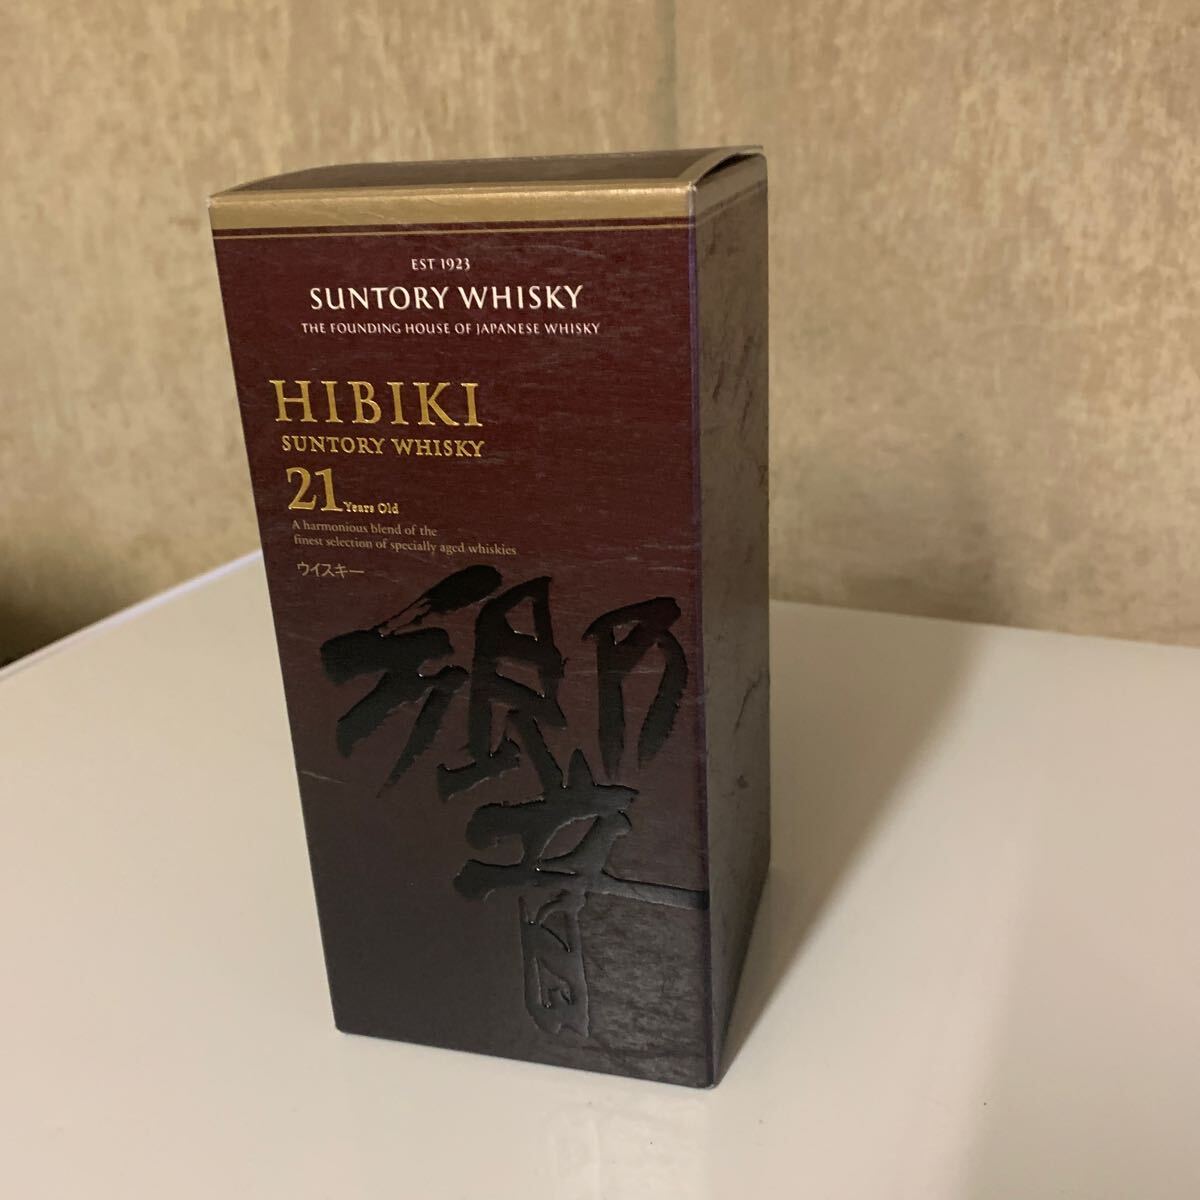 EST 1923
SUNTORY WHISKY
THE FOUNDING HOUSE OF JAPANESE WHISKY
HIBIKI
SUNTORY WHISKY
21 Years Old
A harmonious blend of the
finest selection of specially aged whiskies
ウイスキー
響